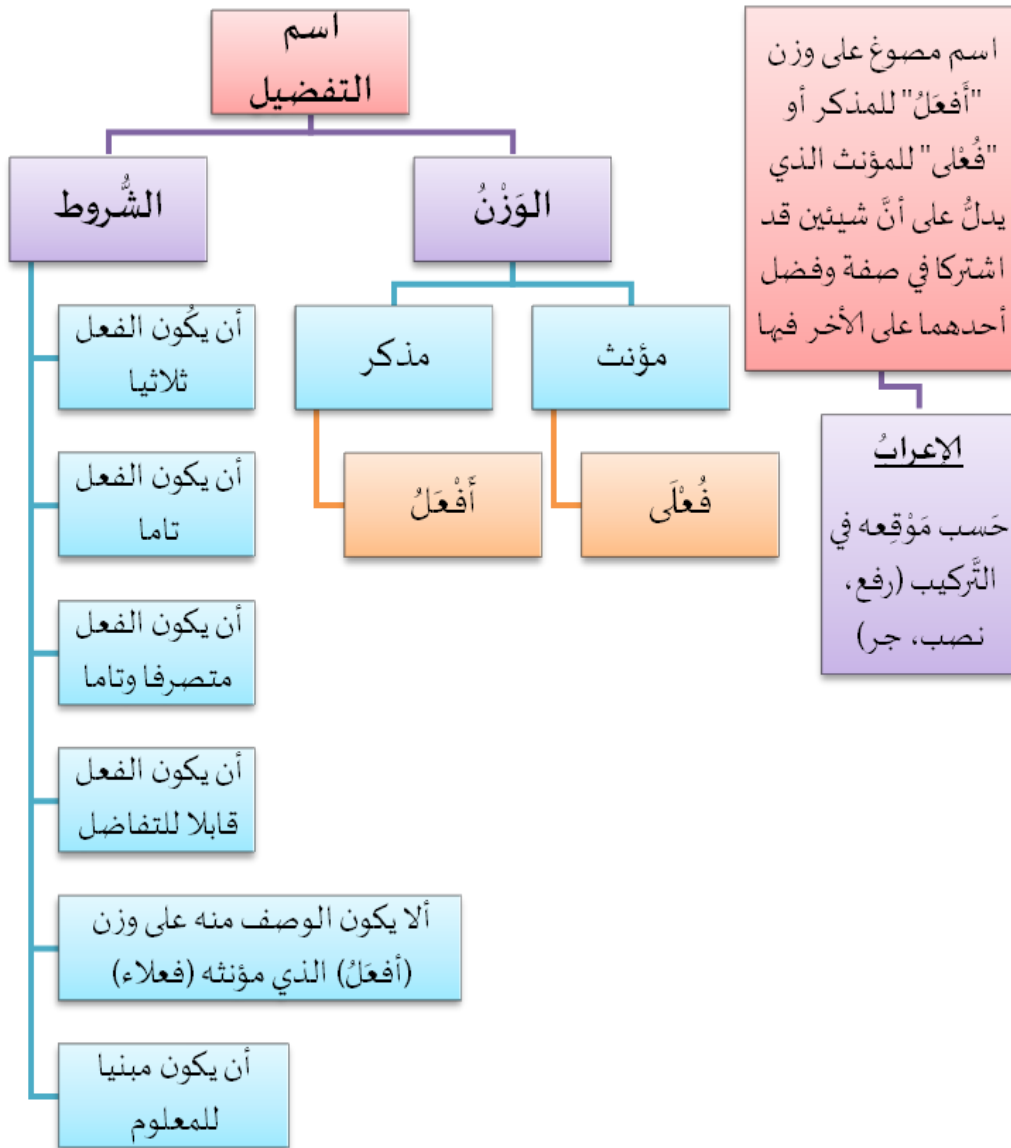 اسم
التفضيل
اسم مصوغ على وزن
"أَفعَلُ" للمذكر أو
"فُعْلى" للمؤنث الذي
يدلُّ على أنَّ شيئين قد
اشتركا في صفة وفضل
أحدهما على الأخر فيها
الإعرابُ
حَسب مَوْقِعه في
التَّركيب (رفع،
نصب، جر)
الوَزْنُ
مؤنث
فُعْلَى
مذكر
أَفْعَلُ
الشُّروط
أن يكُون الفعل
ثلاثيا
أن يكون الفعل
تاما
أن يكون الفعل
متصرفا وتاما
أن يكون الفعل
قابلا للتفاضل
ألا يكون الوصف منه على وزن
(أفعَلُ) الذي مؤنثه (فعلاء)
أن يكون مبنيا
للمعلوم